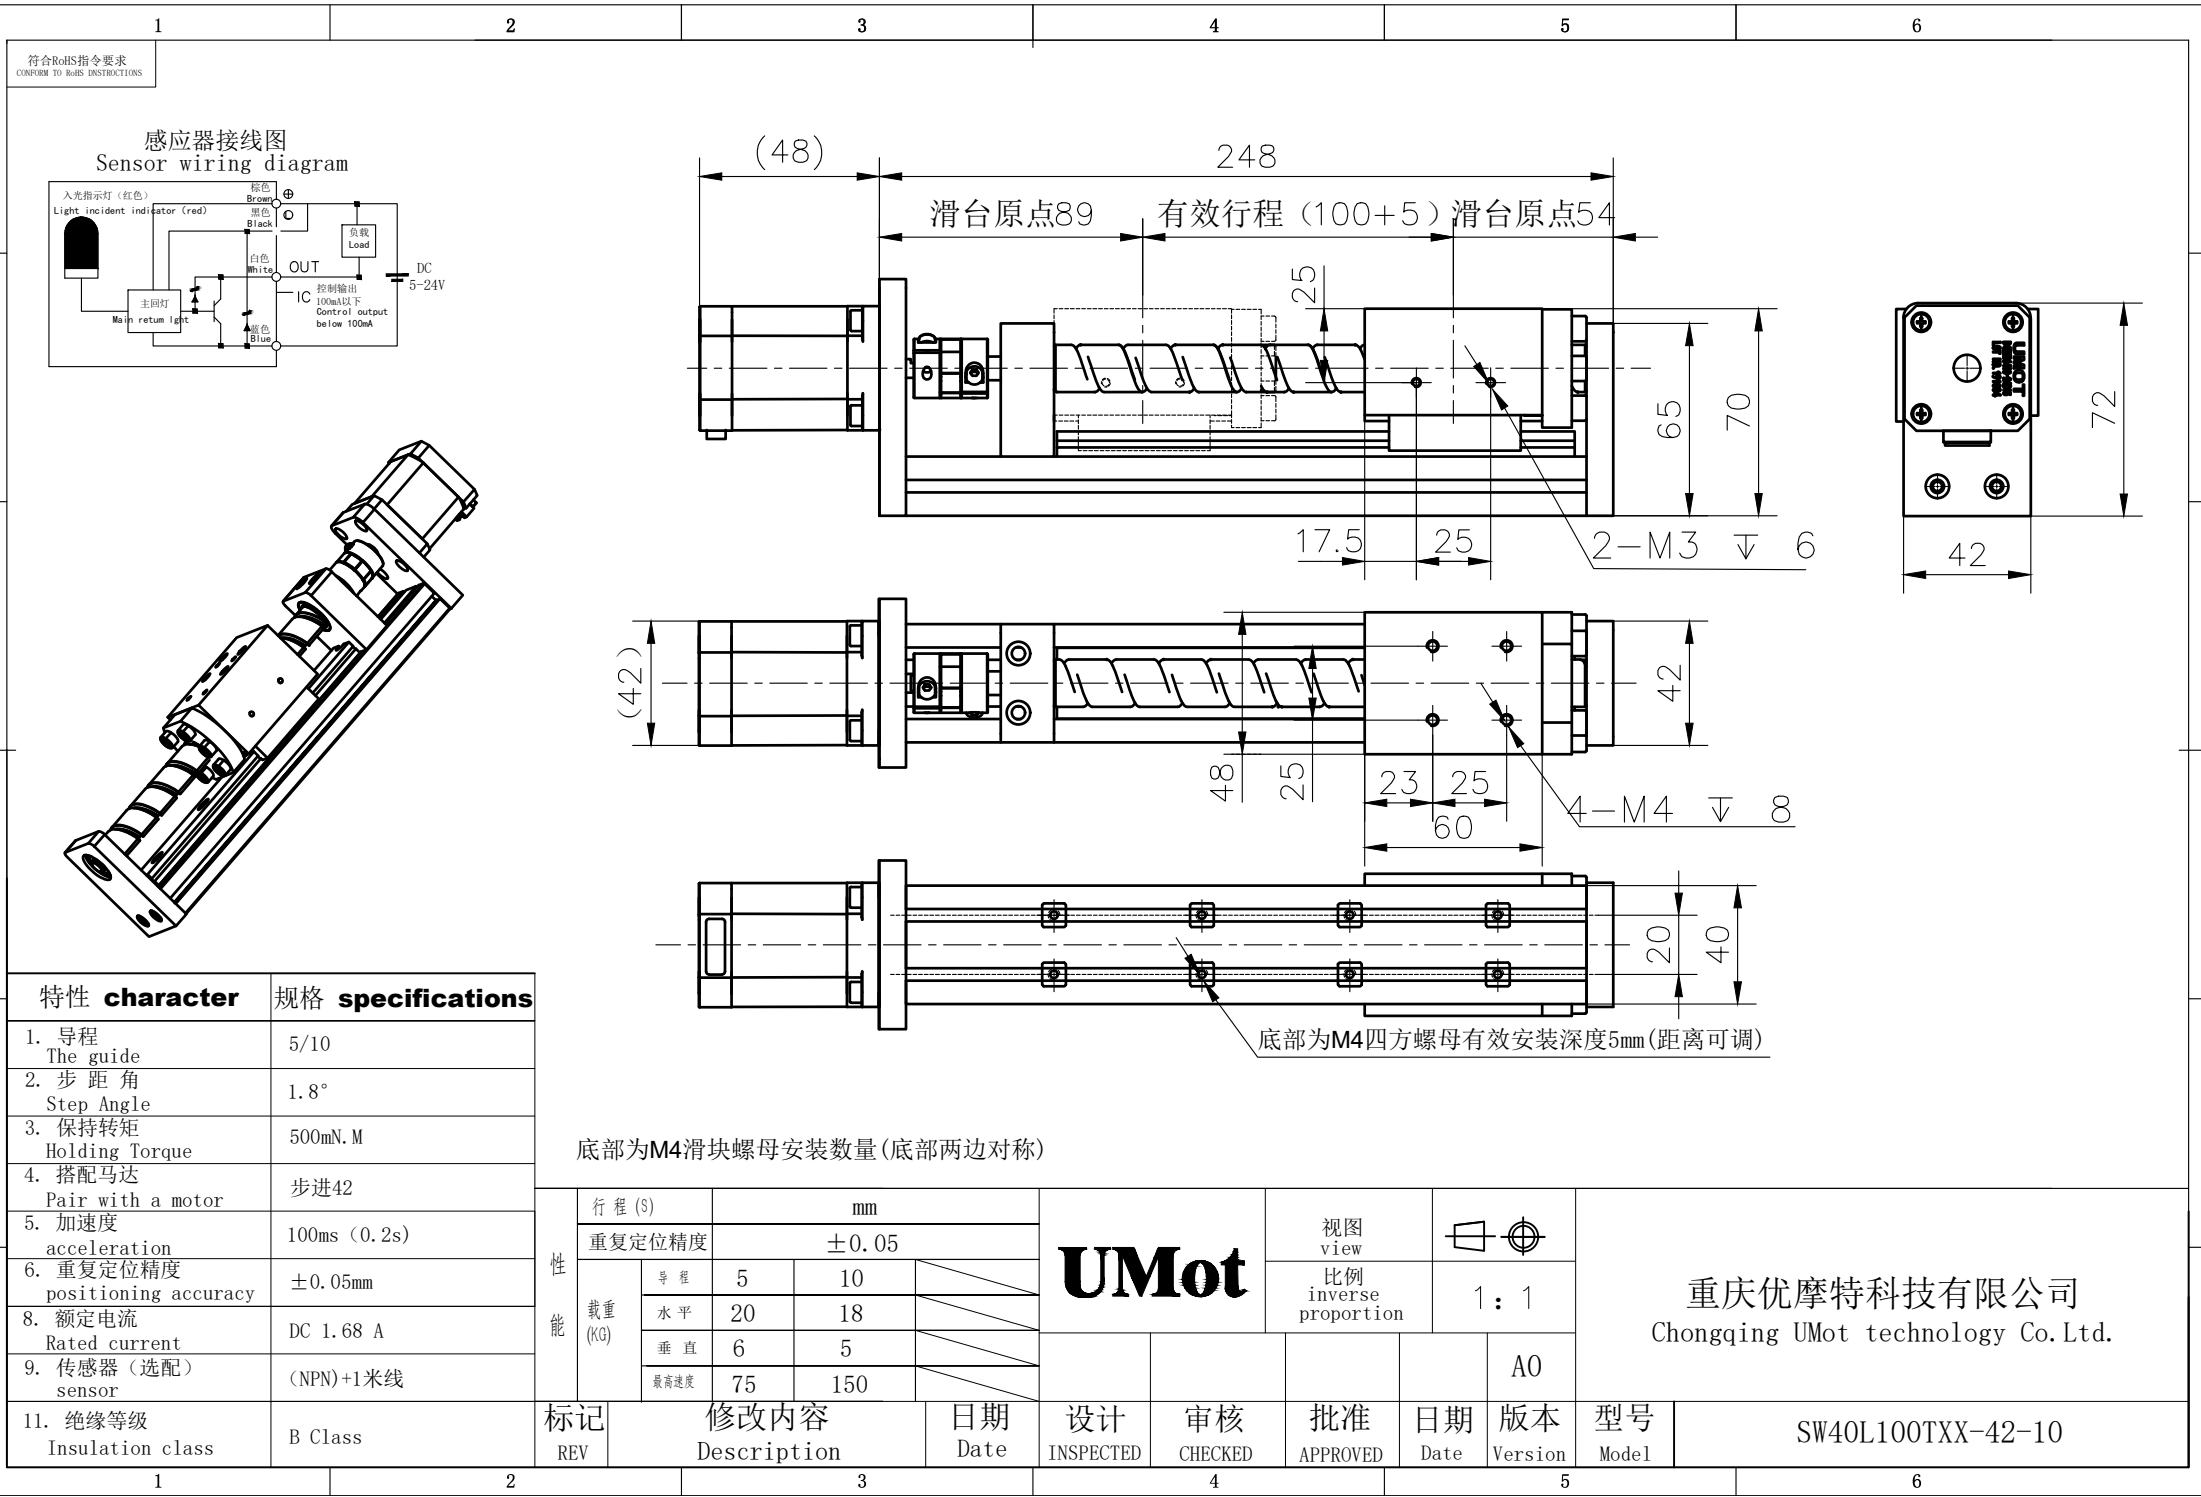 1 2 3 4 5 6
符合RoHS指令要求
CONFORM TO RoHS DNSTROCTIONS
感应器接线图
Sensor wiring diagram
入光指示灯（红色）
Light incident indicator (red)
棕色
Brown
黑色
Black
白色
White
OUT
负载
Load
DC
5-24V
IC
控制输出
100mA以下
Control output
below 100mA
主回灯
Main retum lght
蓝色
Blue
(48)
248
滑台原点89
有效行程（100+5）
滑台原点54
25
65
70
17.5
25
2-M3 ↧ 6
UMOT
72
42
(42)
48
25
23
25
60
42
4-M4 ↧ 8
20
40
底部为M4四方螺母有效安装深度5mm(距离可调)
底部为M4滑块螺母安装数量(底部两边对称)
特性 character 规格 specifications
1. 导程
The guide
5/10
2. 步 距 角
Step Angle
1.8°
3. 保持转矩
Holding Torque
500mN.M
4. 搭配马达
Pair with a motor
步进42
5. 加速度
acceleration
100ms（0.2s)
6. 重复定位精度
positioning accuracy
±0.05mm
8. 额定电流
Rated current
DC 1.68 A
9. 传感器（选配）
sensor
（NPN)+1米线
11. 绝缘等级
Insulation class
B Class
性能
行 程 (S) mm
重复定位精度 ±0.05
载重
(KG)
导 程 5 10
水 平 20 18
垂 直 6 5
最高速度 75 150
标记
REV
修改内容
Description
日期
Date
UMot
视图
view
比例
inverse
proportion
1：1
A0
设计
INSPECTED
审核
CHECKED
批准
APPROVED
日期
Date
版本
Version
型号
Model
重庆优摩特科技有限公司
Chongqing UMot technology Co.Ltd.
SW40L100TXX-42-10
1 2 3 4 5 6